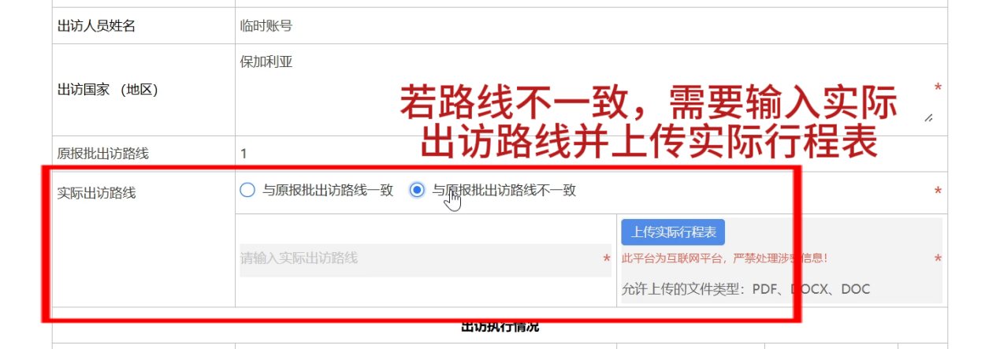 出访人员姓名 临时账号
保加利亚
出访国家 （地区） *
若路线不一致，需要输入实际
出访路线并上传实际行程表
原报批出访路线 1
实际出访路线 与原报批出访路线一致 与原报批出访路线不一致 *
上传实际行程表
请输入实际出访路线 * 此平台为互联网平台，严禁处理涉密信息！ *
允许上传的文件类型：PDF、DOCX、DOC
出访执行情况